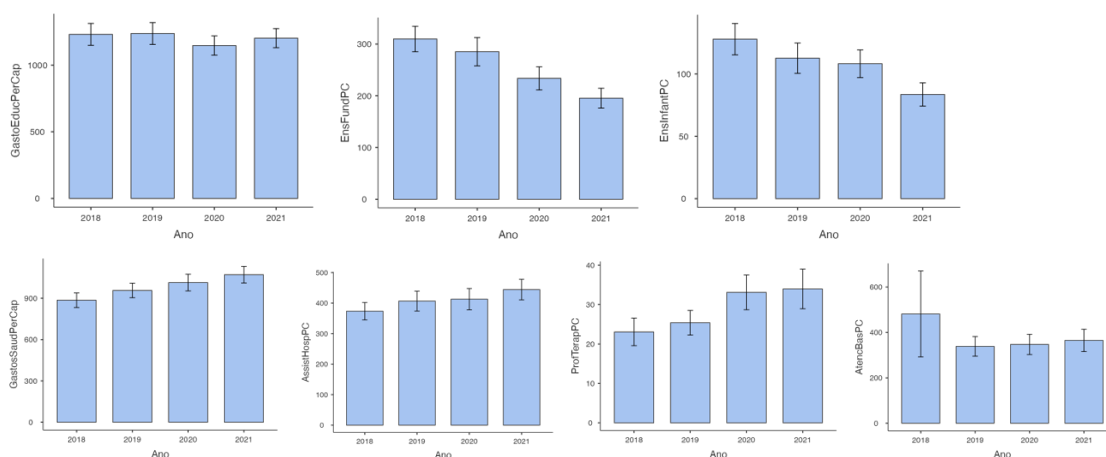 GastoEducPerCap
1000
500
0
2018 2019 2020 2021
Ano
EnsFundPC
300
200
100
0
2018 2019 2020 2021
Ano
EnsInfantPC
100
50
0
2018 2019 2020 2021
Ano
GastosSaudPerCap
900
600
300
0
2018 2019 2020 2021
Ano
AssistHospPC
500
400
300
200
100
0
2018 2019 2020 2021
Ano
ProfTerapPC
40
30
20
10
0
2018 2019 2020 2021
Ano
AtencBasPC
600
400
200
0
2018 2019 2020 2021
Ano